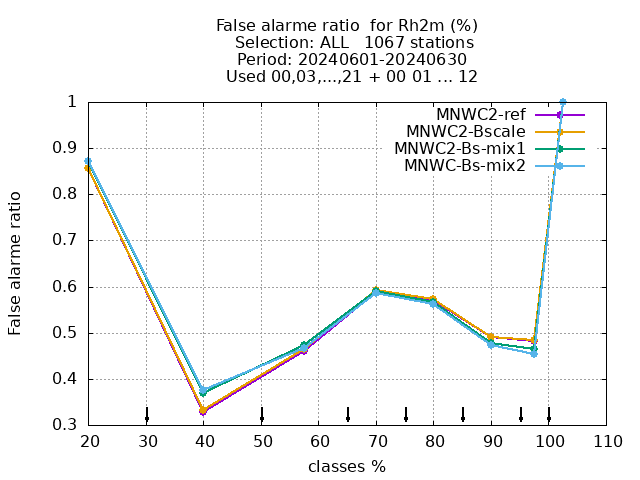 False alarme ratio  for Rh2m (%)
Selection: ALL   1067 stations
Period: 20240601-20240630
Used 00,03,...,21 + 00 01 ... 12
MNWC2-ref
MNWC2-Bscale
MNWC2-Bs-mix1
MNWC-Bs-mix2
False alarme ratio
1
0.9
0.8
0.7
0.6
0.5
0.4
0.3
20 30 40 50 60 70 80 90 100 110
classes %